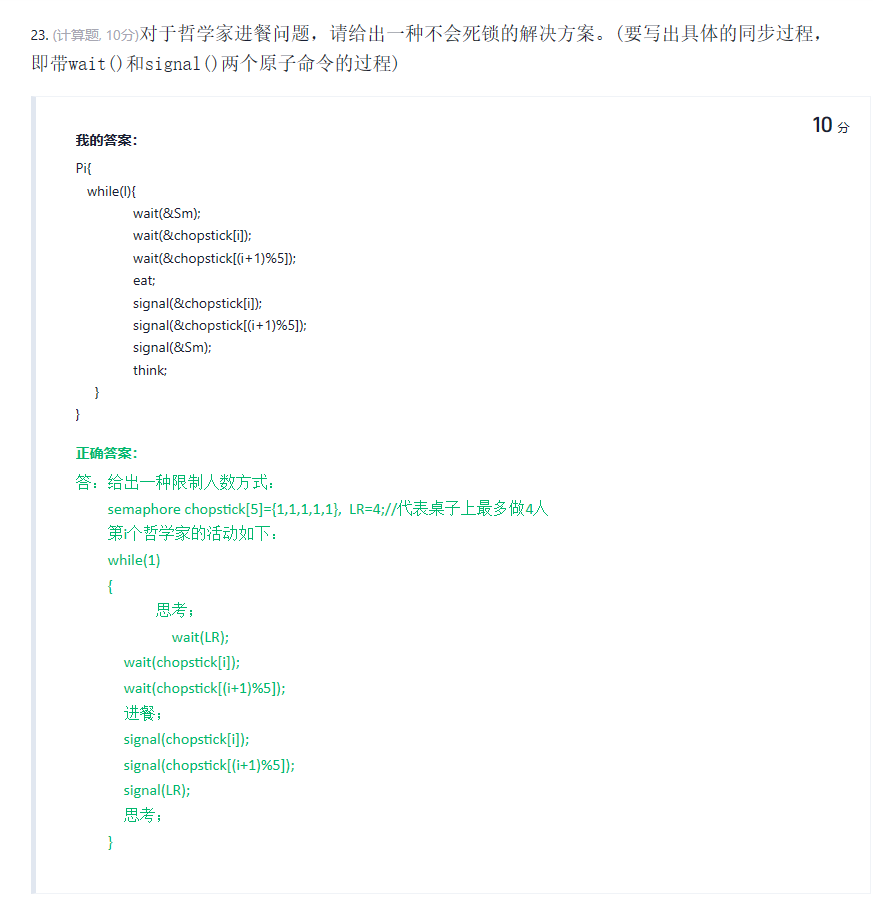 23. (计算题, 10分)对于哲学家进餐问题，请给出一种不会死锁的解决方案。(要写出具体的同步过程，
即带wait()和signal()两个原子命令的过程)
10 分
我的答案：
Pi{
while(l){
wait(&Sm);
wait(&chopstick[i]);
wait(&chopstick[(i+1)%5]);
eat;
signal(&chopstick[i]);
signal(&chopstick[(i+1)%5]);
signal(&Sm);
think;
}
}
正确答案：
答：给出一种限制人数方式：
semaphore chopstick[5]={1,1,1,1,1}, LR=4;//代表桌子上最多做4人
第i个哲学家的活动如下：
while(1)
{
思考；
wait(LR);
wait(chopstick[i]);
wait(chopstick[(i+1)%5]);
进餐；
signal(chopstick[i]);
signal(chopstick[(i+1)%5]);
signal(LR);
思考；
}